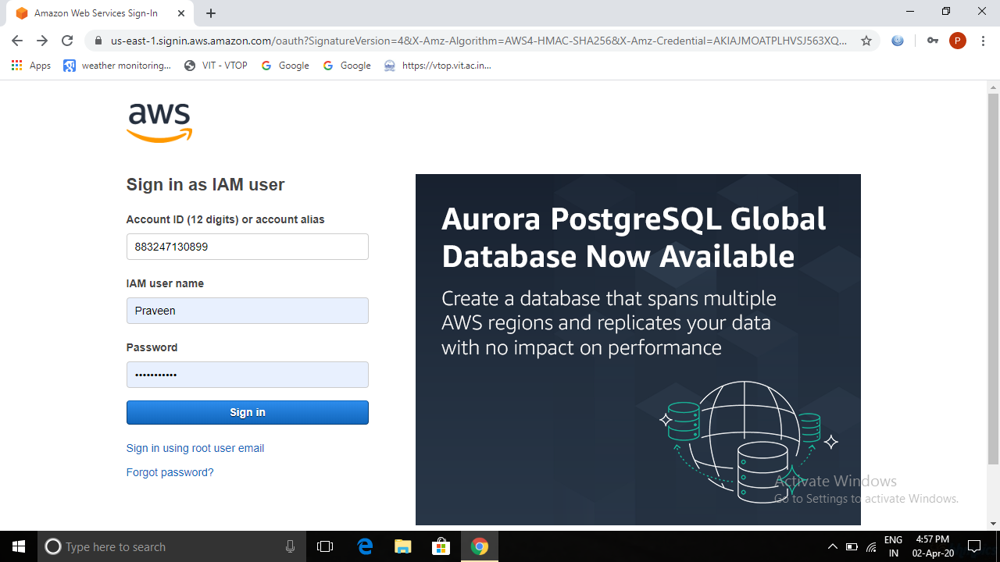 Amazon Web Services Sign-In
us-east-1.signin.aws.amazon.com/oauth?SignatureVersion=4&X-Amz-Algorithm=AWS4-HMAC-SHA256&X-Amz-Credential=AKIAJMOATPLHVSJ563XQ...
P
Apps
weather monitoring...
VIT - VTOP
Google
Google
https://vtop.vit.ac.in...
aws
Sign in as IAM user
Account ID (12 digits) or account alias
883247130899
IAM user name
Praveen
Password
•••••••••••
Sign in
Sign in using root user email
Forgot password?
Aurora PostgreSQL Global
Database Now Available
Create a database that spans multiple
AWS regions and replicates your data
with no impact on performance
Activate Windows
Go to Settings to activate Windows.
Type here to search
ENG
IN
4:57 PM
02-Apr-20